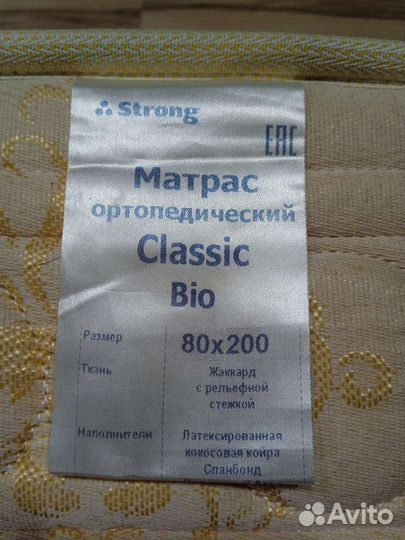 Strong
EAC
Матрас
ортопедический
Classic
Bio
Размер 80x200
Ткань Жаккард
с рельефной
стежкой
Наполнители Латексированная
кокосовая койра
Спанбонд
Avito